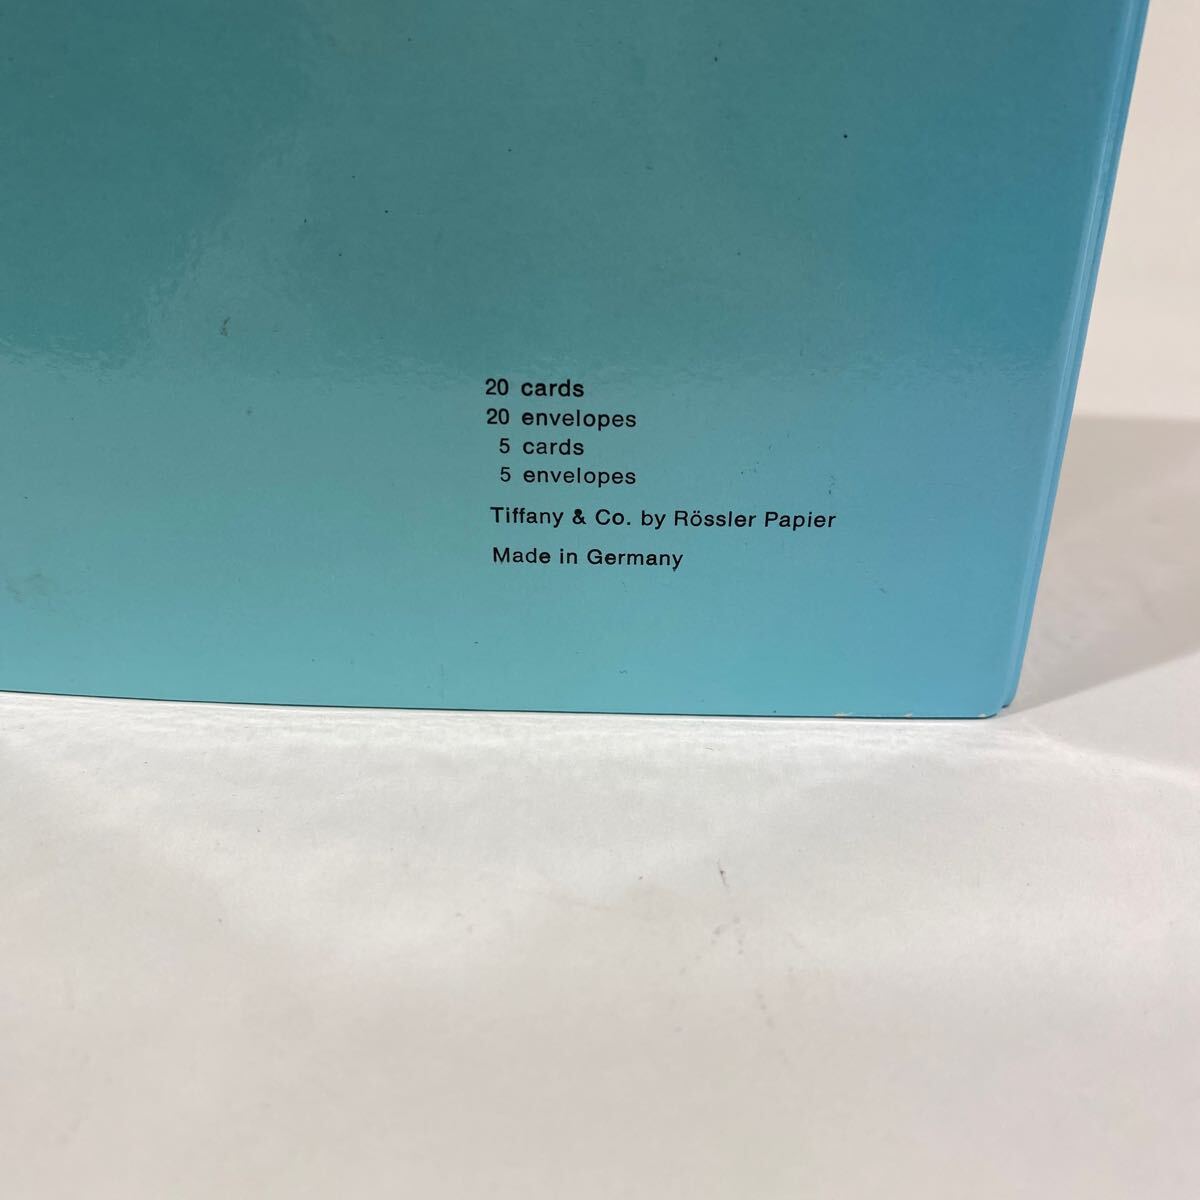 20 cards
20 envelopes
5 cards
5 envelopes
Tiffany & Co. by Rössler Papier
Made in Germany